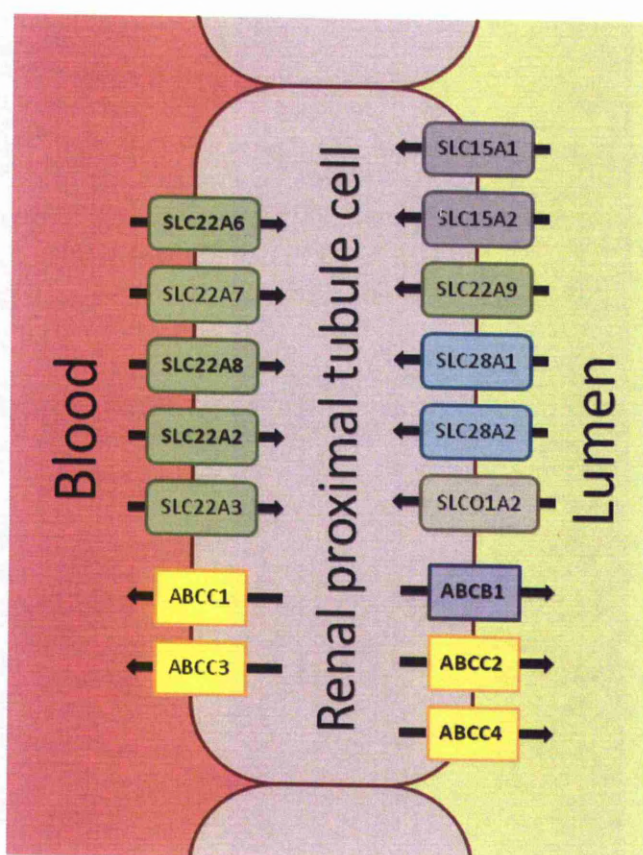 Blood
SLC22A6
SLC22A7
SLC22A8
SLC22A2
SLC22A3
ABCC1
ABCC3
Renal proximal tubule cell
SLC15A1
SLC15A2
SLC22A9
SLC28A1
SLC28A2
SLCO1A2
ABCB1
ABCC2
ABCC4
Lumen